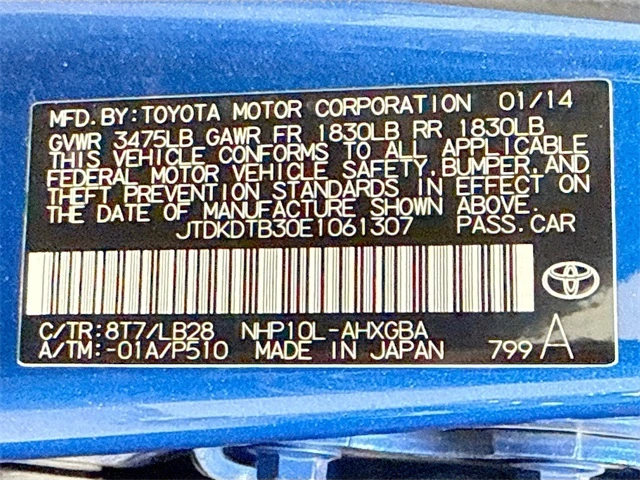 MFD. BY: TOYOTA MOTOR CORPORATION 01/14
GVWR 3475LB GAWR FR 1830LB RR 1830LB
THIS VEHICLE CONFORMS TO ALL APPLICABLE
FEDERAL MOTOR VEHICLE SAFETY, BUMPER, AND
THEFT PREVENTION STANDARDS IN EFFECT ON
THE DATE OF MANUFACTURE SHOWN ABOVE.
JTDKDTB30E1061307 PASS. CAR
C/TR: 8T7/LB28 NHP10L-AHXGBA
A/TM: -01A/P510 MADE IN JAPAN 799 A